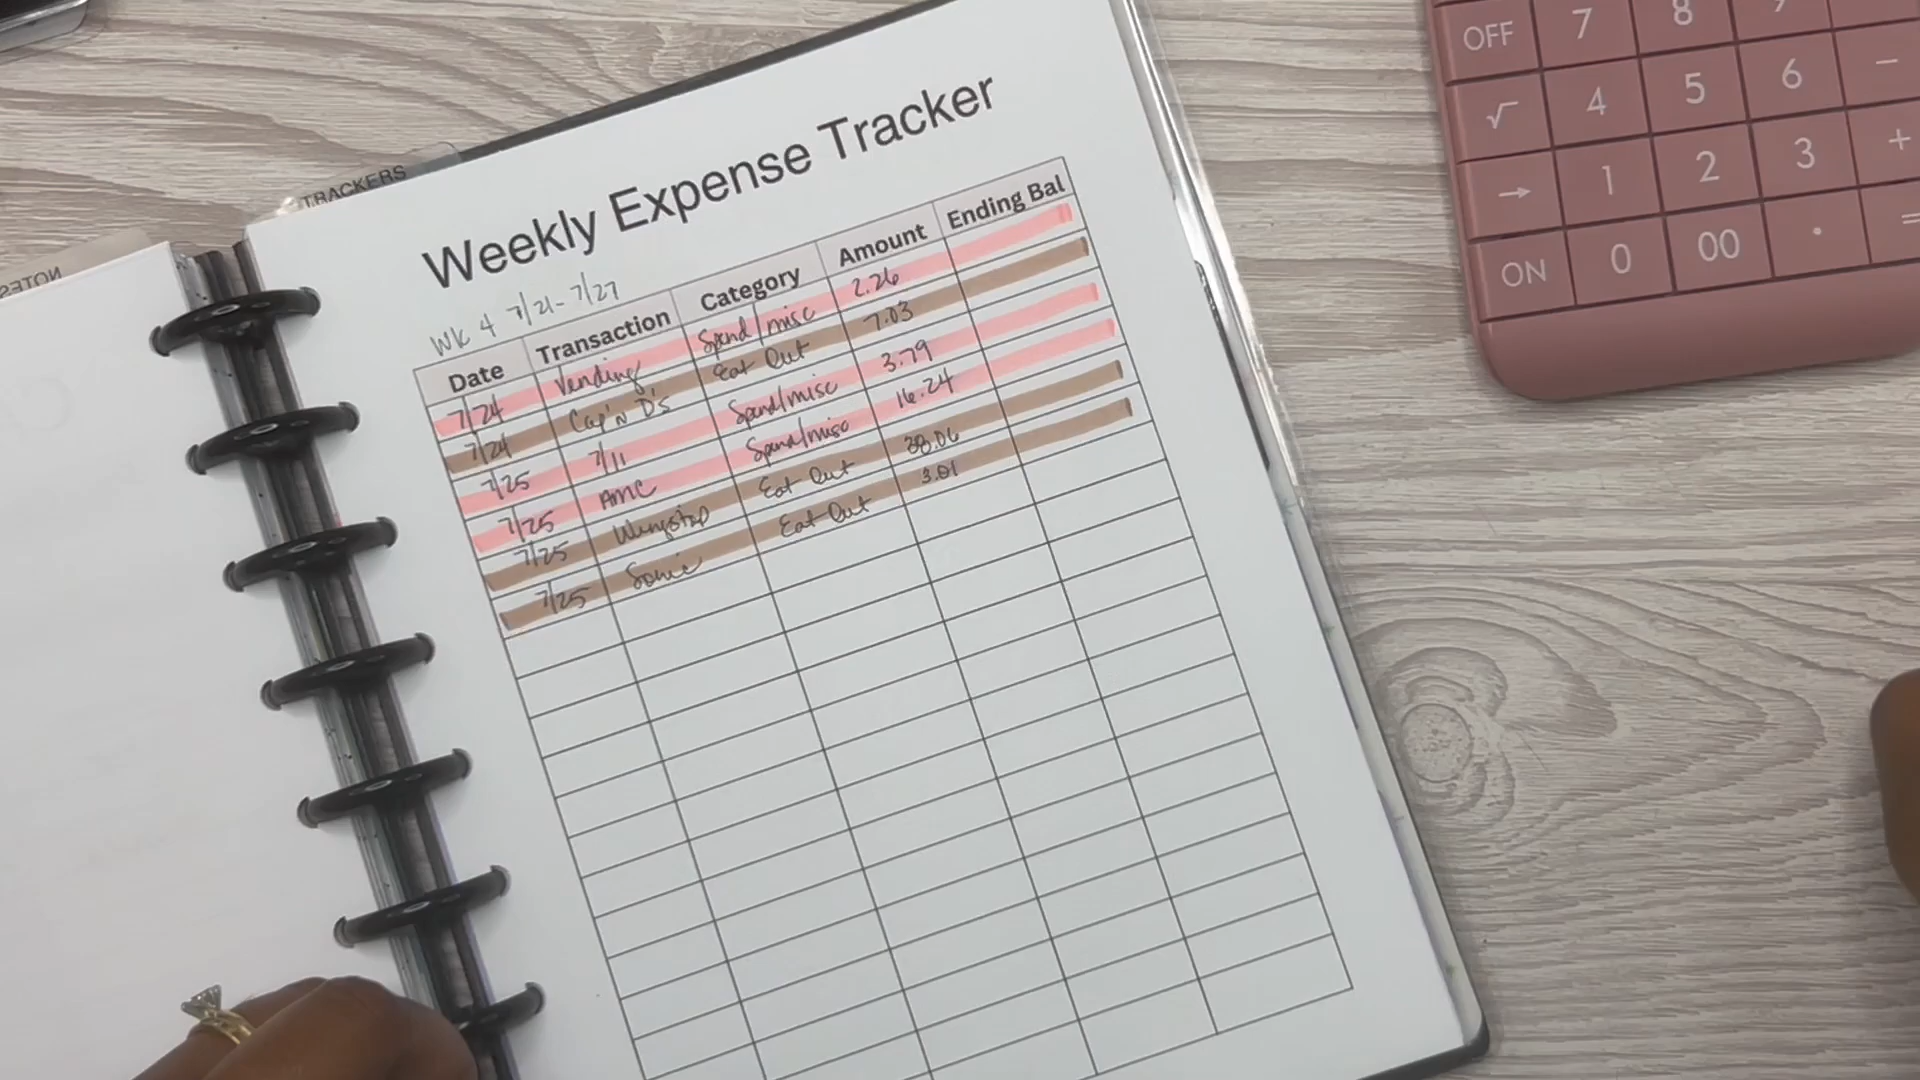 TRACKERS
NOTES
Weekly Expense Tracker
Wk 4 7/21-7/27
Date Transaction Category Amount Ending Bal
7/24 Vending Spend/misc 2.26
7/24 Cap'n D's Eat Out 7.03
7/25 7/11 Spend/misc 3.79
7/25 AMC Spend/misc 16.24
7/25 Wingstop Eat Out 38.06
7/25 Sonic Eat Out 3.01
OFF 7 8 9
√ 4 5 6 −
→ 1 2 3 +
ON 0 00 · =